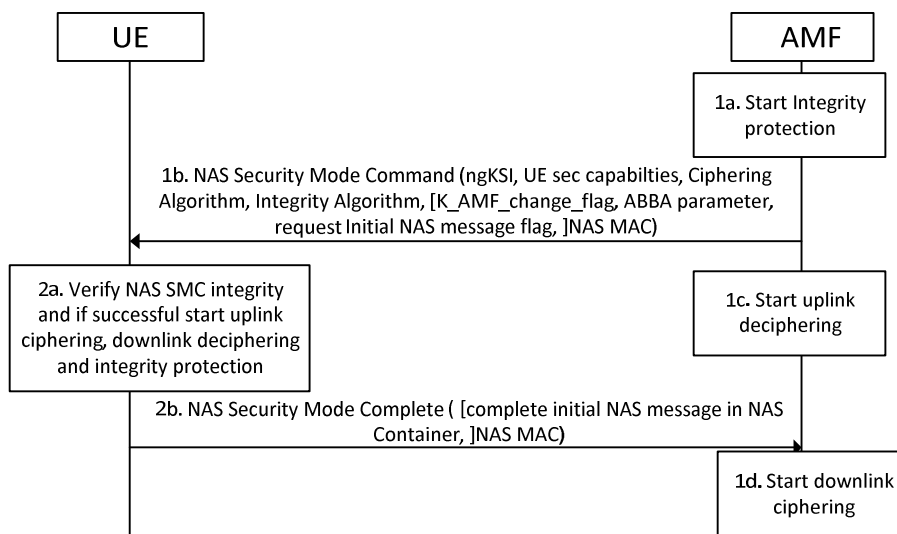 UE
AMF
1a. Start Integrity
protection
1b. NAS Security Mode Command (ngKSI, UE sec capabilties, Ciphering
Algorithm, Integrity Algorithm, [K_AMF_change_flag, ABBA parameter,
request Initial NAS message flag, ]NAS MAC)
2a. Verify NAS SMC integrity
and if successful start uplink
ciphering, downlink deciphering
and integrity protection
1c. Start uplink
deciphering
2b. NAS Security Mode Complete ( [complete initial NAS message in NAS
Container, ]NAS MAC)
1d. Start downlink
ciphering